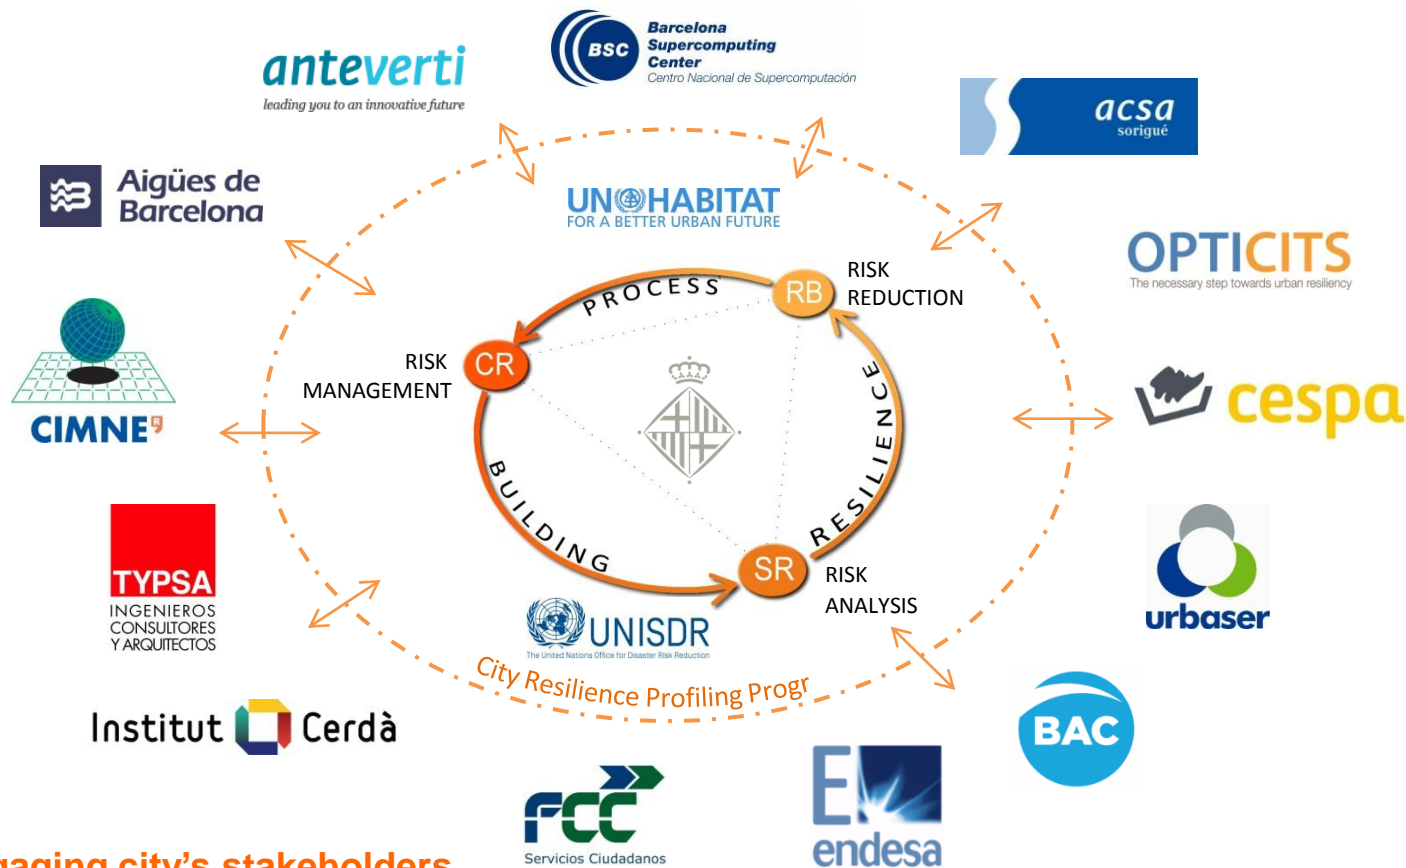 anteverti
leading you to an innovative future
BSC
Barcelona
Supercomputing
Center
Centro Nacional de Supercomputación
acsa
sorigué
Aigües de
Barcelona
UN HABITAT
FOR A BETTER URBAN FUTURE
OPTICITS
The necessary step towards urban resiliency
PROCESS
RB
RISK
REDUCTION
CIMNE
CR
RISK
MANAGEMENT
cespa
BUILDING
RESILIENCE
SR
RISK
ANALYSIS
TYPSA
INGENIEROS
CONSULTORES
Y ARQUITECTOS
urbaser
UNISDR
The United Nations Office for Disaster Risk Reduction
City Resilience Profiling Progr
Institut Cerdà
BAC
FCC
Servicios Ciudadanos
E
endesa
gaging city's stakeholders